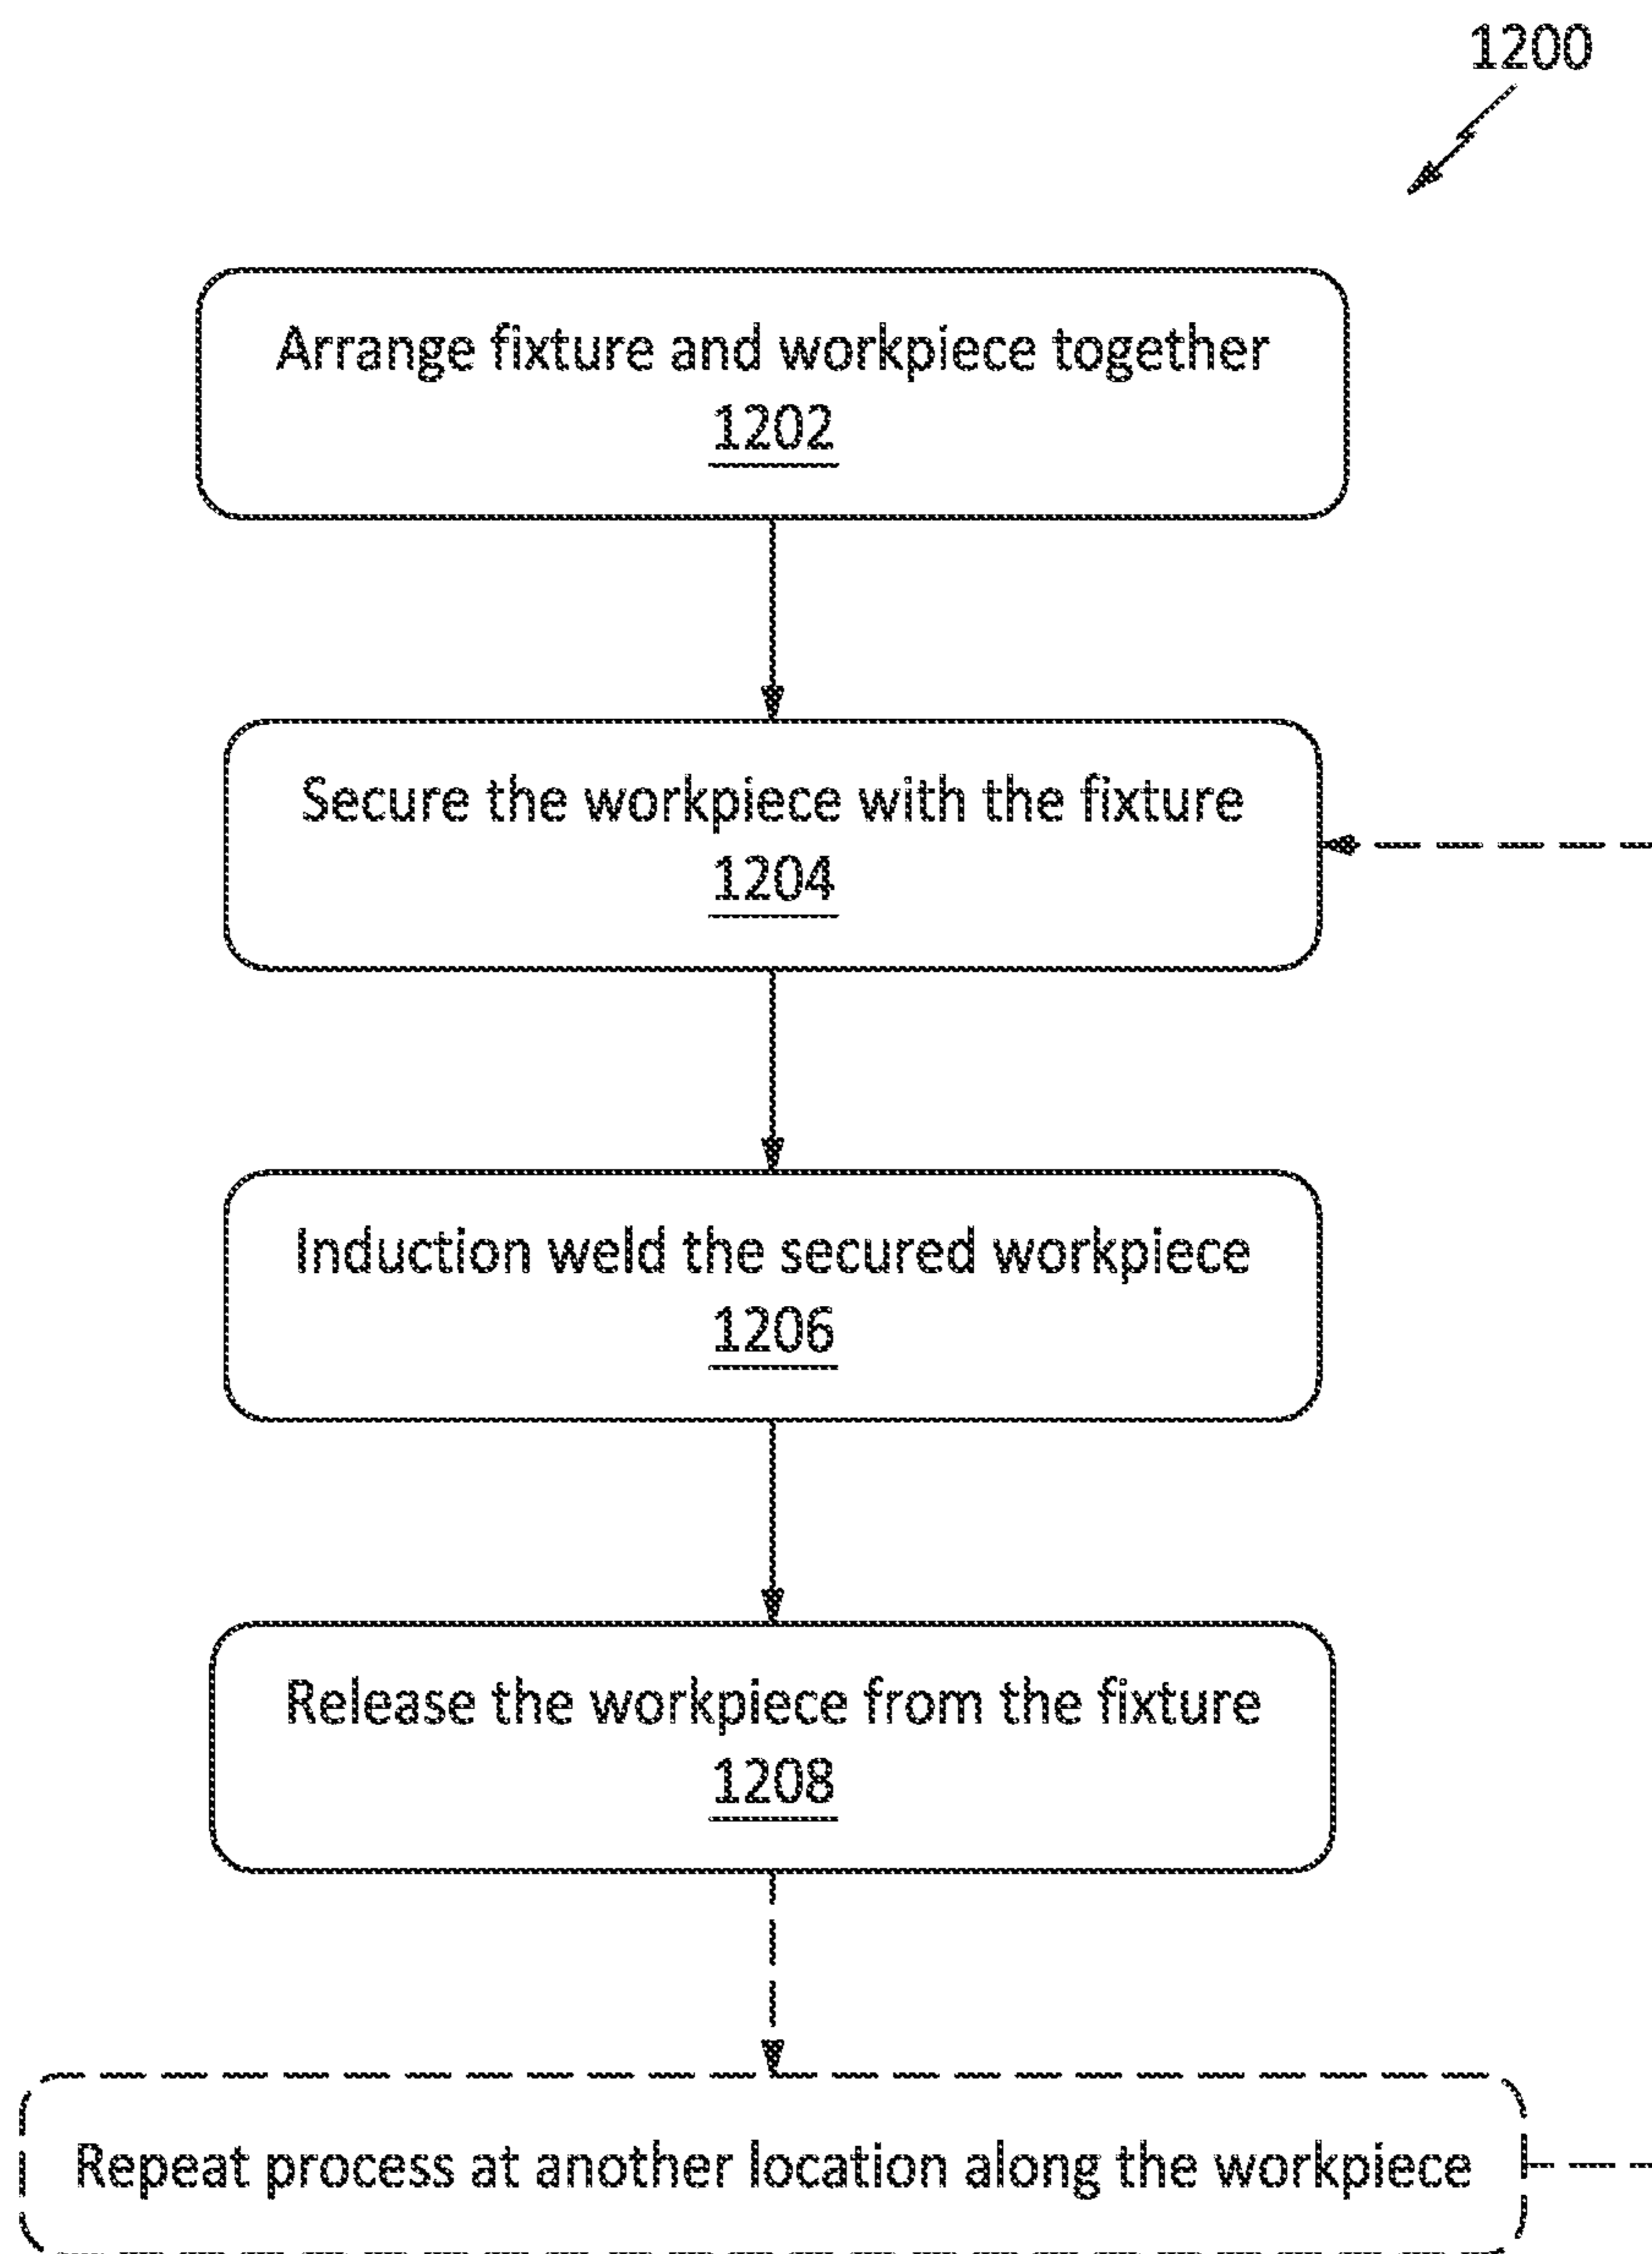 1200
Arrange fixture and workpiece together
1202
Secure the workpiece with the fixture
1204
Induction weld the secured workpiece
1206
Release the workpiece from the fixture
1208
Repeat process at another location along the workpiece